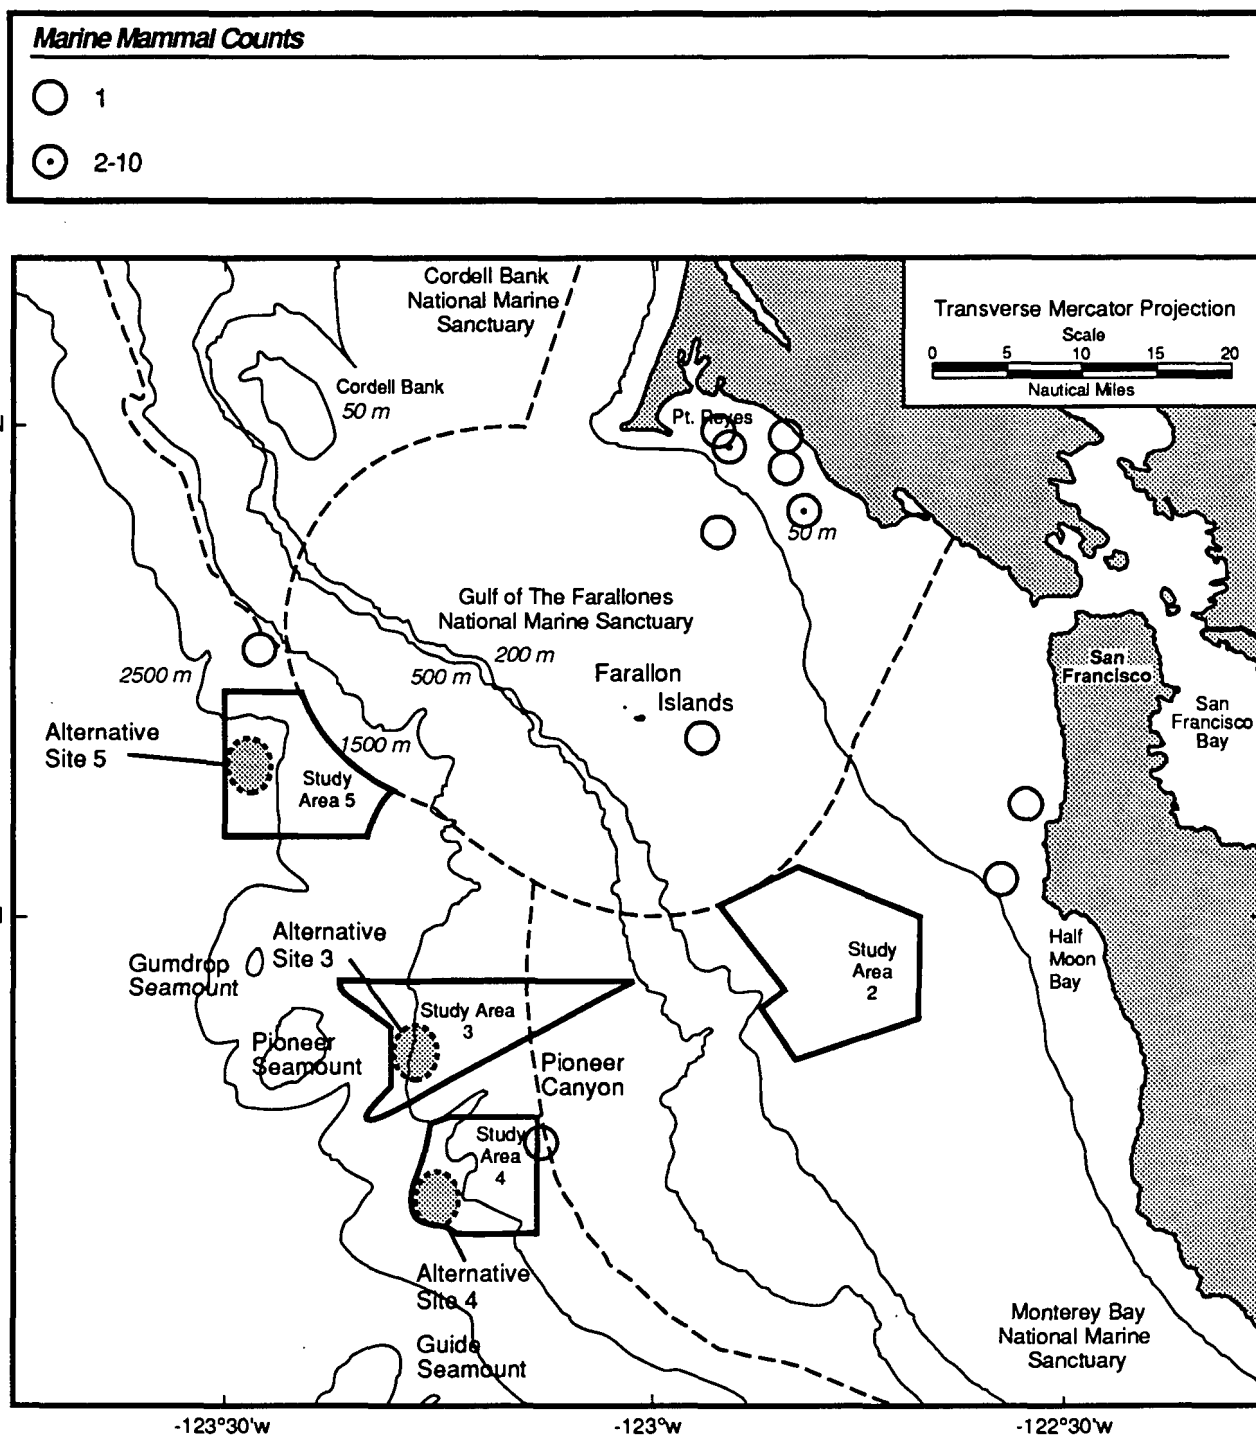 Marine Mammal Counts
1
2-10
Cordell Bank
National Marine
Sanctuary
Transverse Mercator Projection
Scale
0 5 10 15 20
Nautical Miles
Cordell Bank
50 m
Pt. Reyes
50 m
Gulf of The Farallones
National Marine Sanctuary
200 m
500 m
2500 m
Farallon
Islands
San
Francisco
San
Francisco
Bay
Alternative
Site 5
1500 m
Study
Area 5
Alternative
Site 3
Gumdrop
Seamount
Study Area
3
Study
Area
2
Half
Moon
Bay
Pioneer
Seamount
Pioneer
Canyon
Study
Area
4
Alternative
Site 4
Guide
Seamount
Monterey Bay
National Marine
Sanctuary
-123°30'W
-123°W
-122°30'W